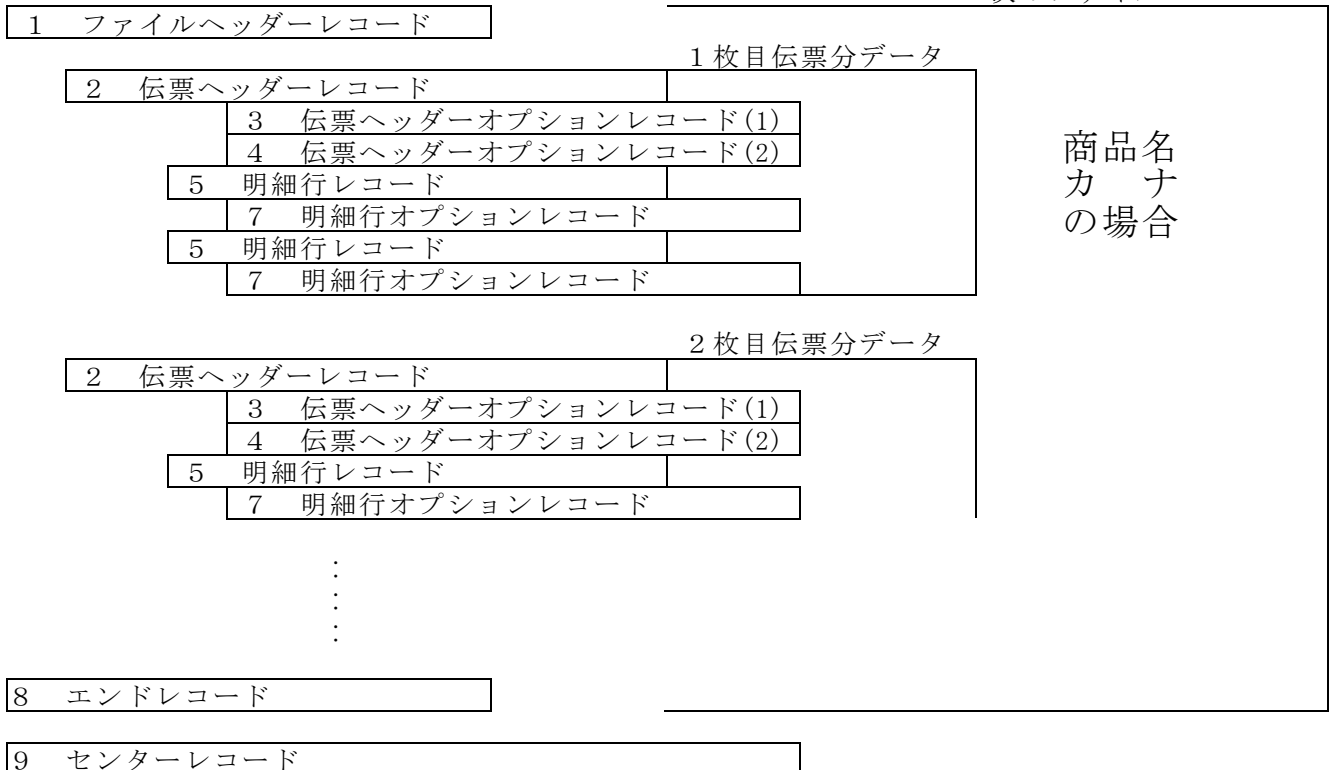 １　ファイルヘッダーレコード
１枚目伝票分データ
２　伝票ヘッダーレコード
３　伝票ヘッダーオプションレコード(1)
４　伝票ヘッダーオプションレコード(2)
５　明細行レコード
７　明細行オプションレコード
５　明細行レコード
７　明細行オプションレコード
商品名
カ　ナ
の場合
２枚目伝票分データ
２　伝票ヘッダーレコード
３　伝票ヘッダーオプションレコード(1)
４　伝票ヘッダーオプションレコード(2)
５　明細行レコード
７　明細行オプションレコード
：
：
：
８　エンドレコード
９　センターレコード